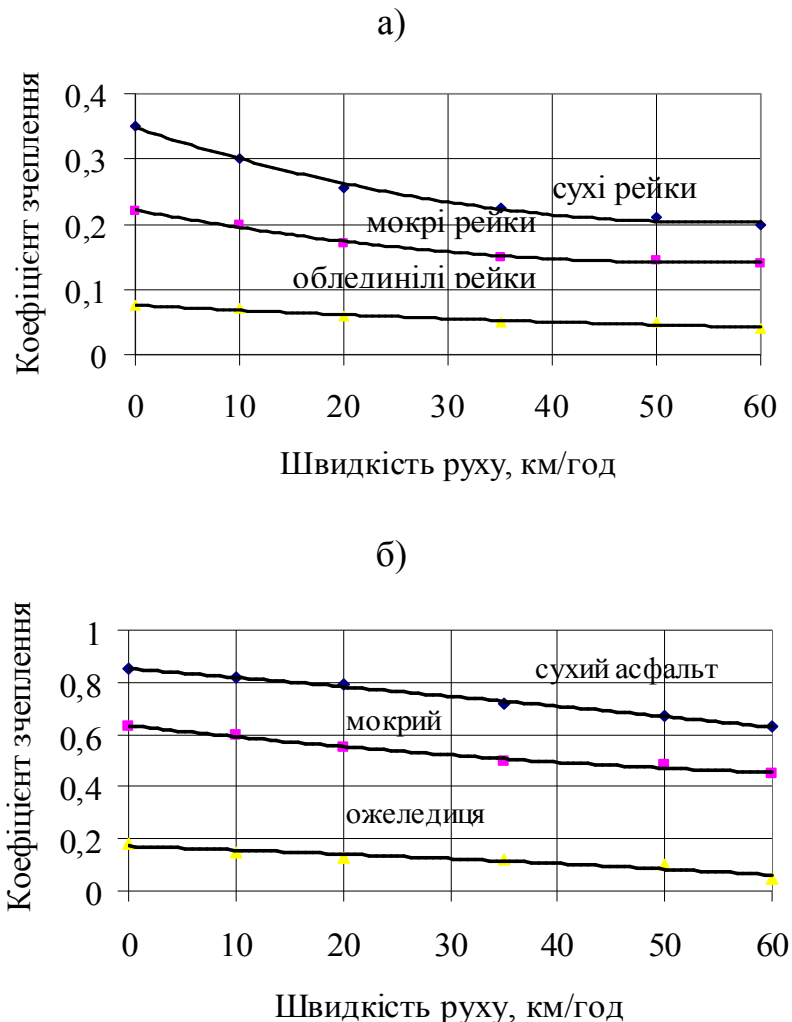 а)
Коефіцієнт зчеплення
0,4
0,3
0,2
0,1
0
сухі рейки
мокрі рейки
облединілі рейки
0 10 20 30 40 50 60
Швидкість руху, км/год
б)
Коефіцієнт зчеплення
1
0,8
0,6
0,4
0,2
0
сухий асфальт
мокрий
ожеледиця
0 10 20 30 40 50 60
Швидкість руху, км/год